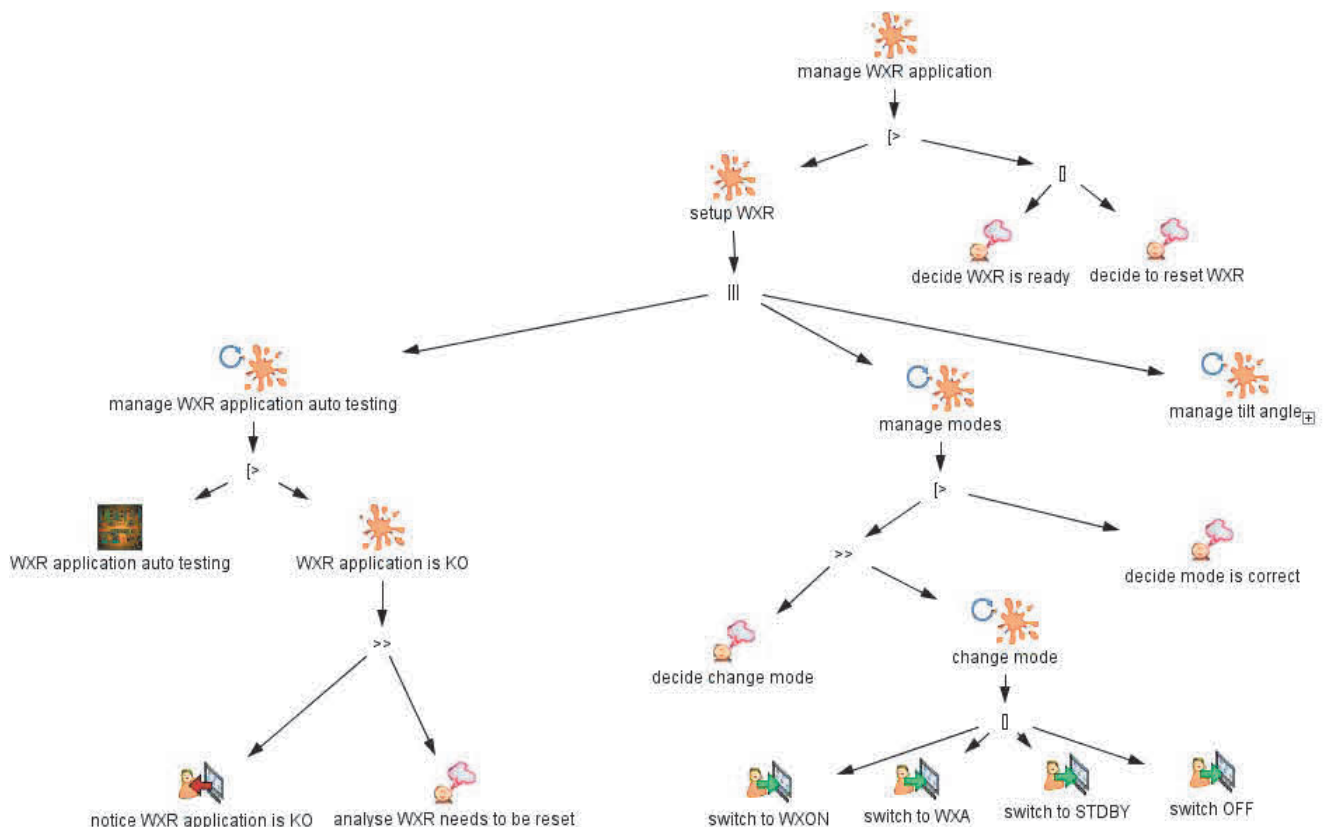 manage WXR application
[>
[]
setup WXR
decide WXR is ready
decide to reset WXR
|||
manage WXR application auto testing
manage modes
manage tilt angle
[>
[>
WXR application auto testing
WXR application is KO
>>
decide mode is correct
>>
decide change mode
change mode
[]
notice WXR application is KO
analyse WXR needs to be reset
switch to WXON
switch to WXA
switch to STDBY
switch OFF